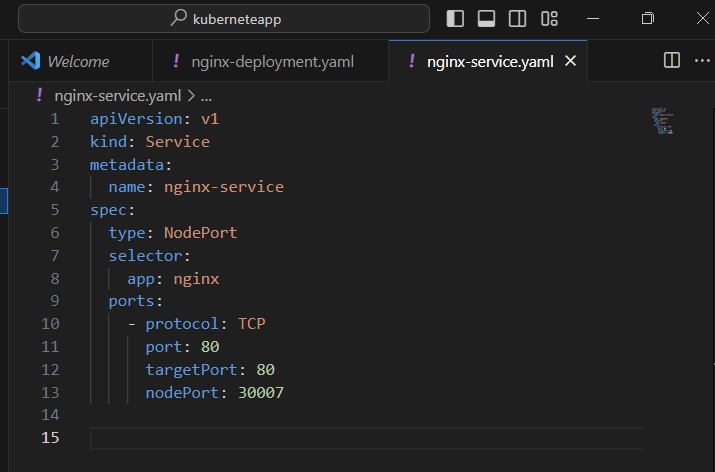 kuberneteapp
Welcome
! nginx-deployment.yaml
! nginx-service.yaml ×
! nginx-service.yaml > ...
1 apiVersion: v1
2 kind: Service
3 metadata:
4   name: nginx-service
5 spec:
6   type: NodePort
7   selector:
8     app: nginx
9   ports:
10     - protocol: TCP
11       port: 80
12       targetPort: 80
13       nodePort: 30007
14
15